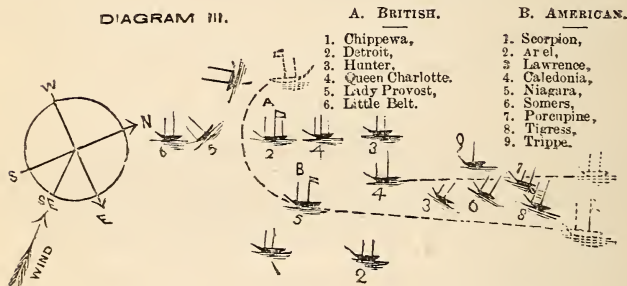 DIAGRAM III.
A. BRITISH.
1. Chippewa,
2. Detroit,
3. Hunter.
4. Queen Charlotte.
5. Lady Provost,
6. Little Belt.
B. AMERICAN.
1. Scorpion,
2. Ar el,
3 Lawrence,
4. Caledonia,
5. Niagara,
6. Somers,
7. Porcupine,
8. Tigress,
9. Trippe.
W
N
S
SE
E
WIND
A
6
5
2
4
3
B
5
4
9
7
3
6
8
1
2